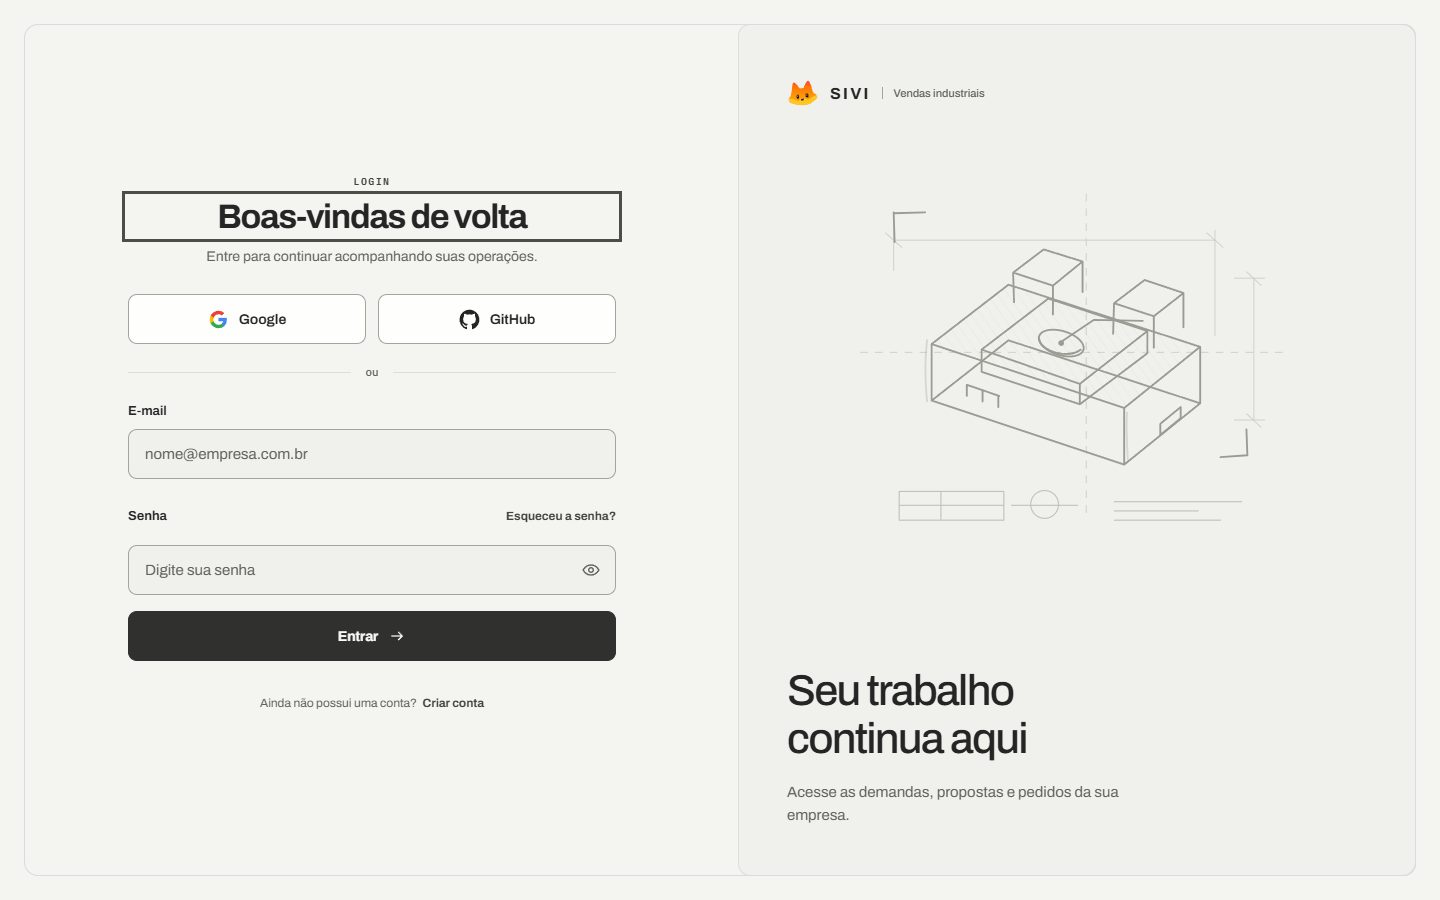 LOGIN
Boas-vindas de volta
Entre para continuar acompanhando suas operações.
Google
GitHub
ou
E-mail
nome@empresa.com.br
Senha
Esqueceu a senha?
Digite sua senha
Entrar
Ainda não possui uma conta? Criar conta
SIVI
Vendas industriais
Seu trabalho
continua aqui
Acesse as demandas, propostas e pedidos da sua
empresa.